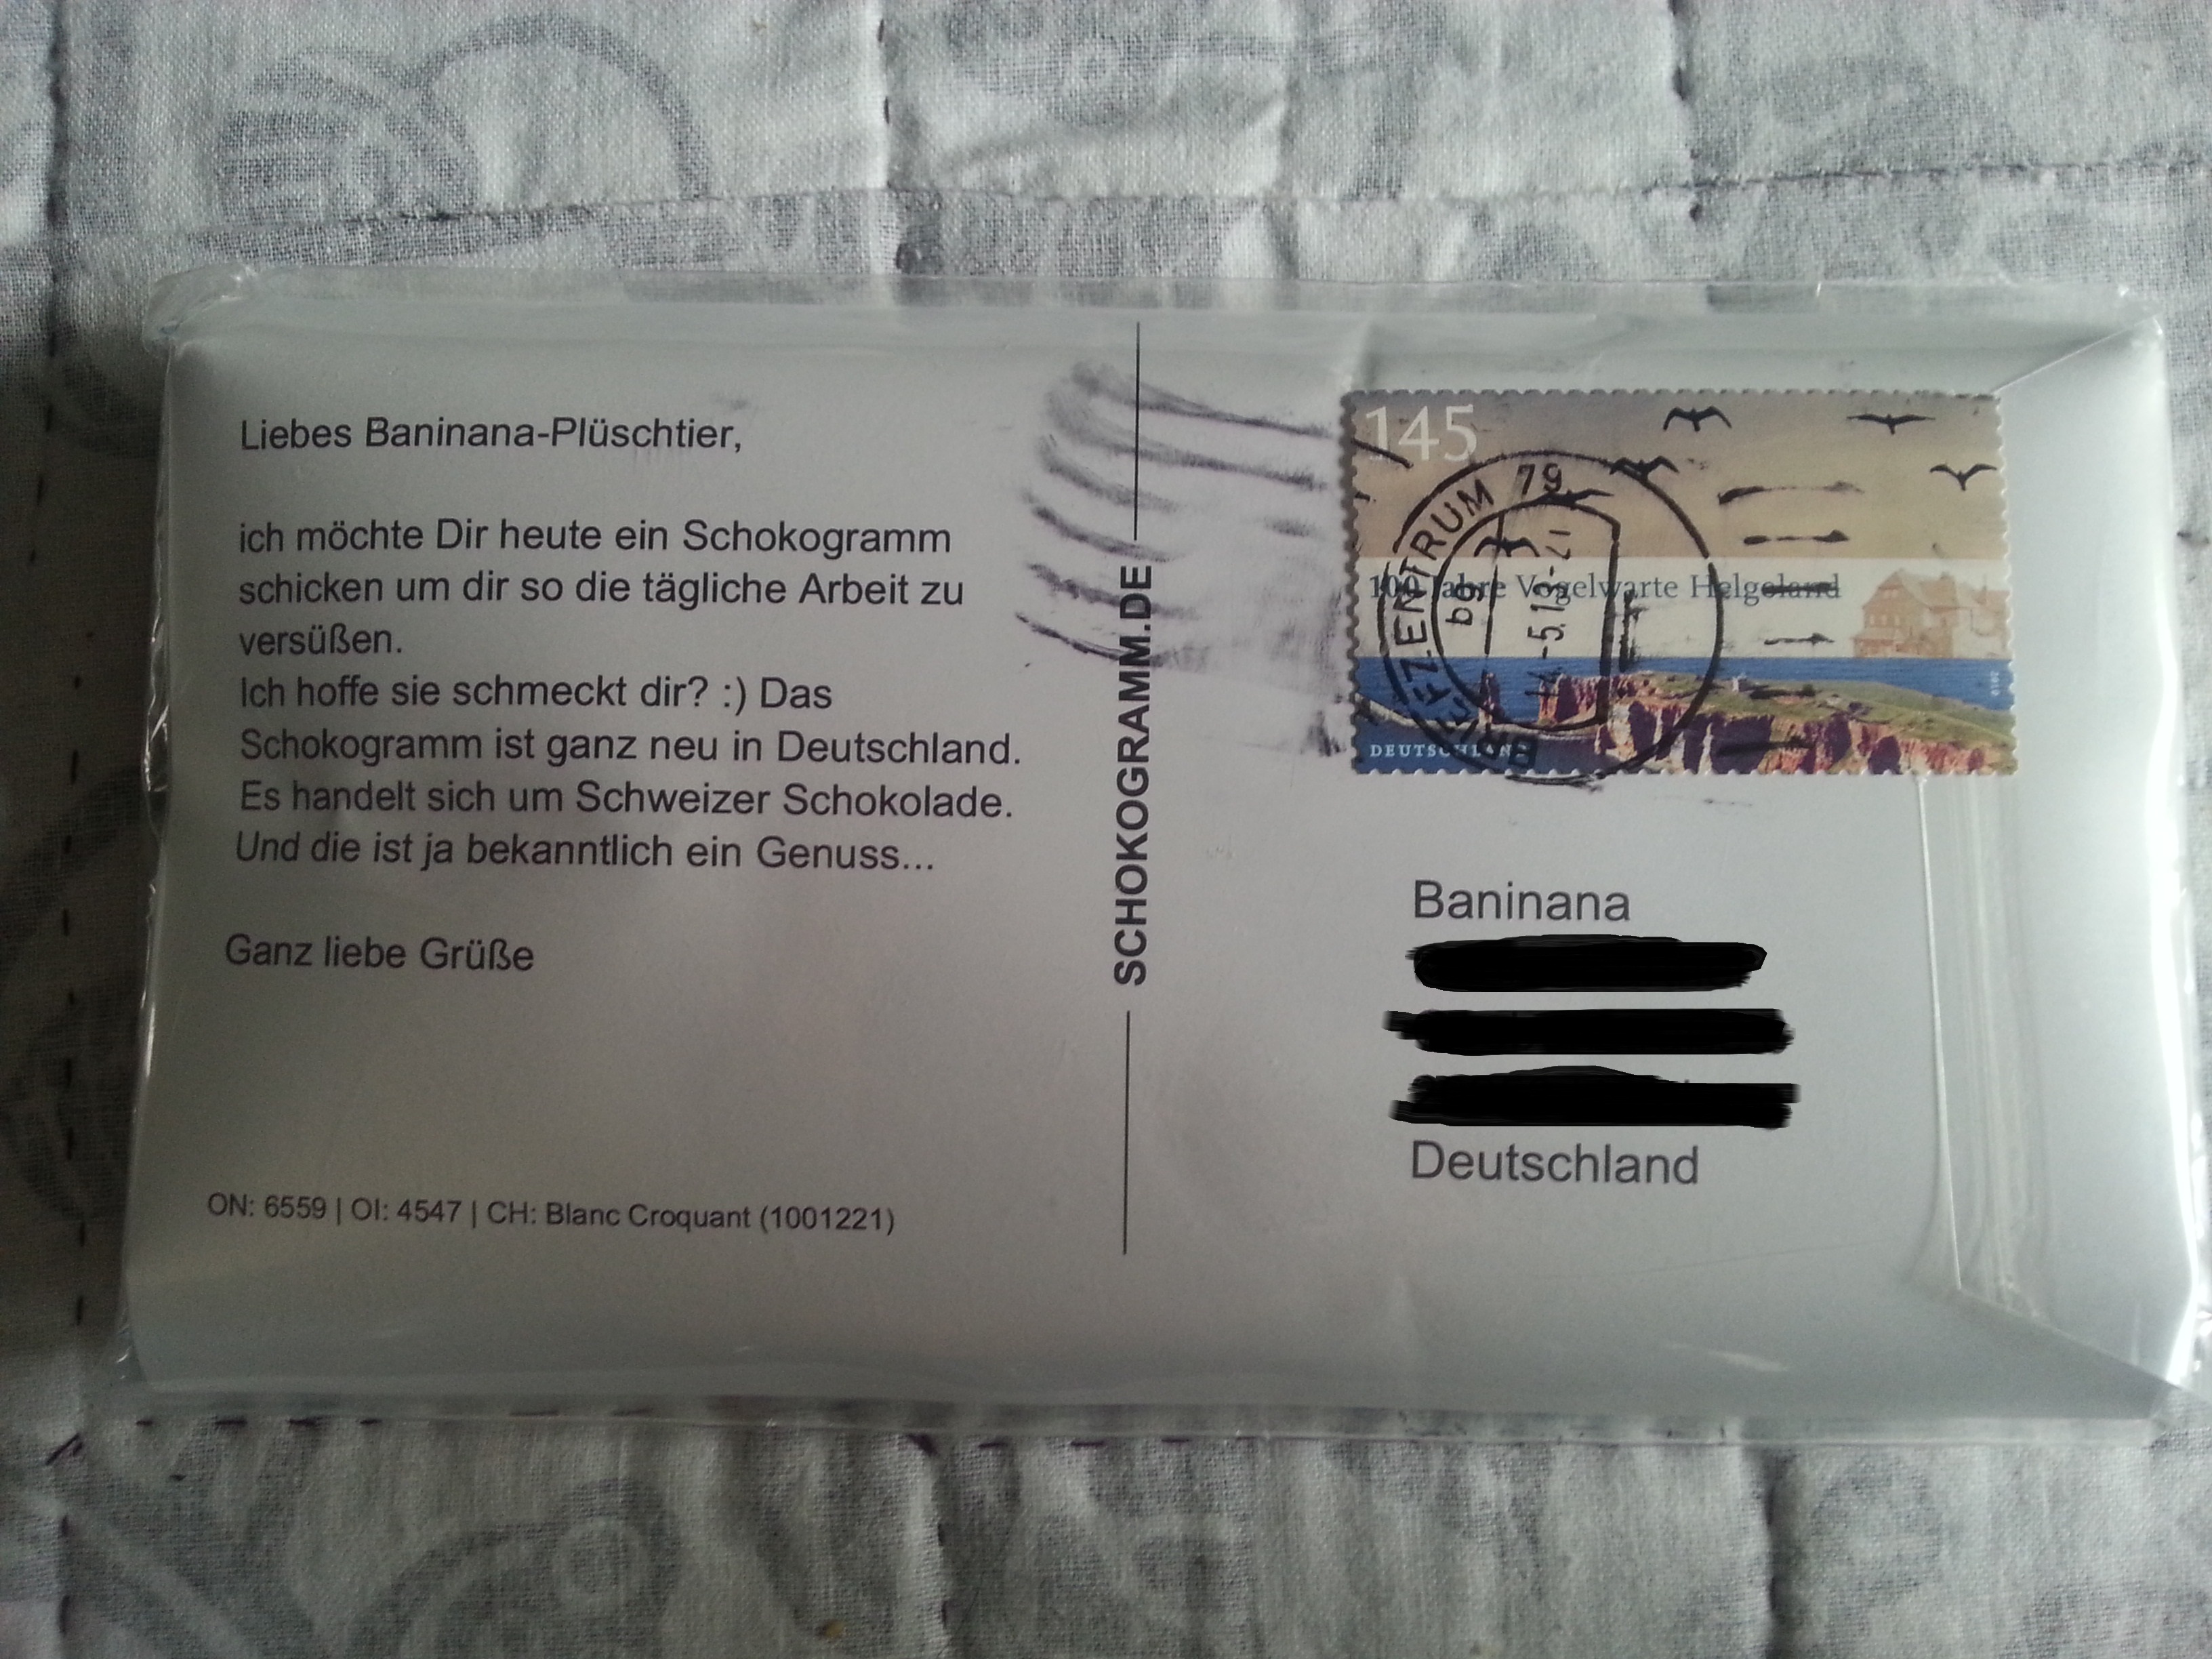 Liebes Baninana-Plüschtier,
ich möchte Dir heute ein Schokogramm
schicken um dir so die tägliche Arbeit zu
versüßen.
Ich hoffe sie schmeckt dir? :) Das
Schokogramm ist ganz neu in Deutschland.
Es handelt sich um Schweizer Schokolade.
Und die ist ja bekanntlich ein Genuss...
Ganz liebe Grüße
ON: 6559 | OI: 4547 | CH: Blanc Croquant (1001221)
SCHOKOGRAMM.DE
145
100 Jahre Vogelwarte Helgoland
DEUTSCHLAND
BRIEFZENTRUM 79
Baninana
Deutschland